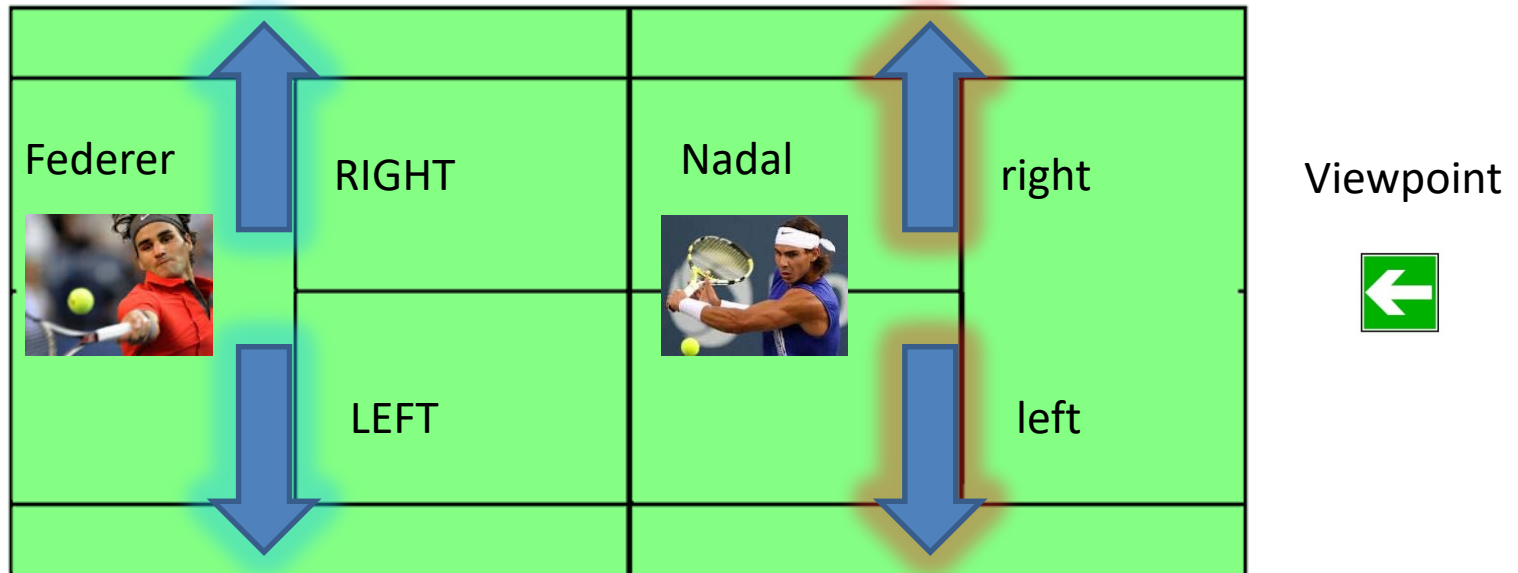 Federer
RIGHT
Nadal
right
Viewpoint
LEFT
left